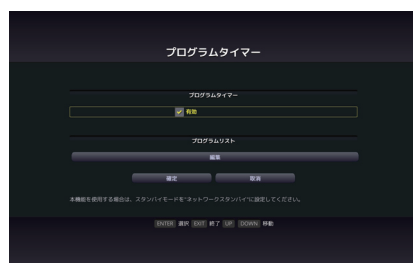 プログラムタイマー
プログラムタイマー
有効
プログラムリスト
編集
確定 取消
本機能を使用する場合は、スタンバイモードを"ネットワークスタンバイ"に設定してください。
ENTER 選択 EXIT 終了 UP DOWN 移動